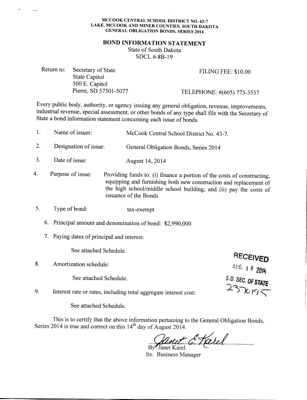 MCCOOK CENTRAL SCHOOL DISTRICT NO. 43-7
LAKE, MCCOOK AND MINER COUNTIES, SOUTH DAKOTA
GENERAL OBLIGATION BONDS, SERIES 2014
BOND INFORMATION STATEMENT
State of South Dakota
SDCL 6-8B-19
Return to: Secretary of State FILING FEE: $10.00
State Capitol
500 E. Capitol
Pierre, SD 57501-5077 TELEPHONE: #(605) 773-3537
Every public body, authority, or agency issuing any general obligation, revenue, improvements,
industrial revenue, special assessment, or other bonds of any type shall file with the Secretary of
State a bond information statement concerning each issue of bonds.
1. Name of issuer: McCook Central School District No. 43-7.
2. Designation of issue: General Obligation Bonds, Series 2014
3. Date of issue: August 14, 2014
4. Purpose of issue: Providing funds to: (i) finance a portion of the costs of constructing,
equipping and furnishing both new construction and replacement of
the high school/middle school building; and (ii) pay the costs of
issuance of the Bonds
5. Type of bond: tax-exempt
6. Principal amount and denomination of bond: $2,990,000
7. Paying dates of principal and interest:
See attached Schedule.
8. Amortization schedule:
See attached Schedule.
9. Interest rate or rates, including total aggregate interest cost:
See attached Schedule.
RECEIVED
AUG 18 2014
S.D. SEC. OF STATE
This is to certify that the above information pertaining to the General Obligation Bonds,
Series 2014 is true and correct on this 14th day of August 2014.
Janet E. Karel
By: Janet Karel
Its: Business Manager